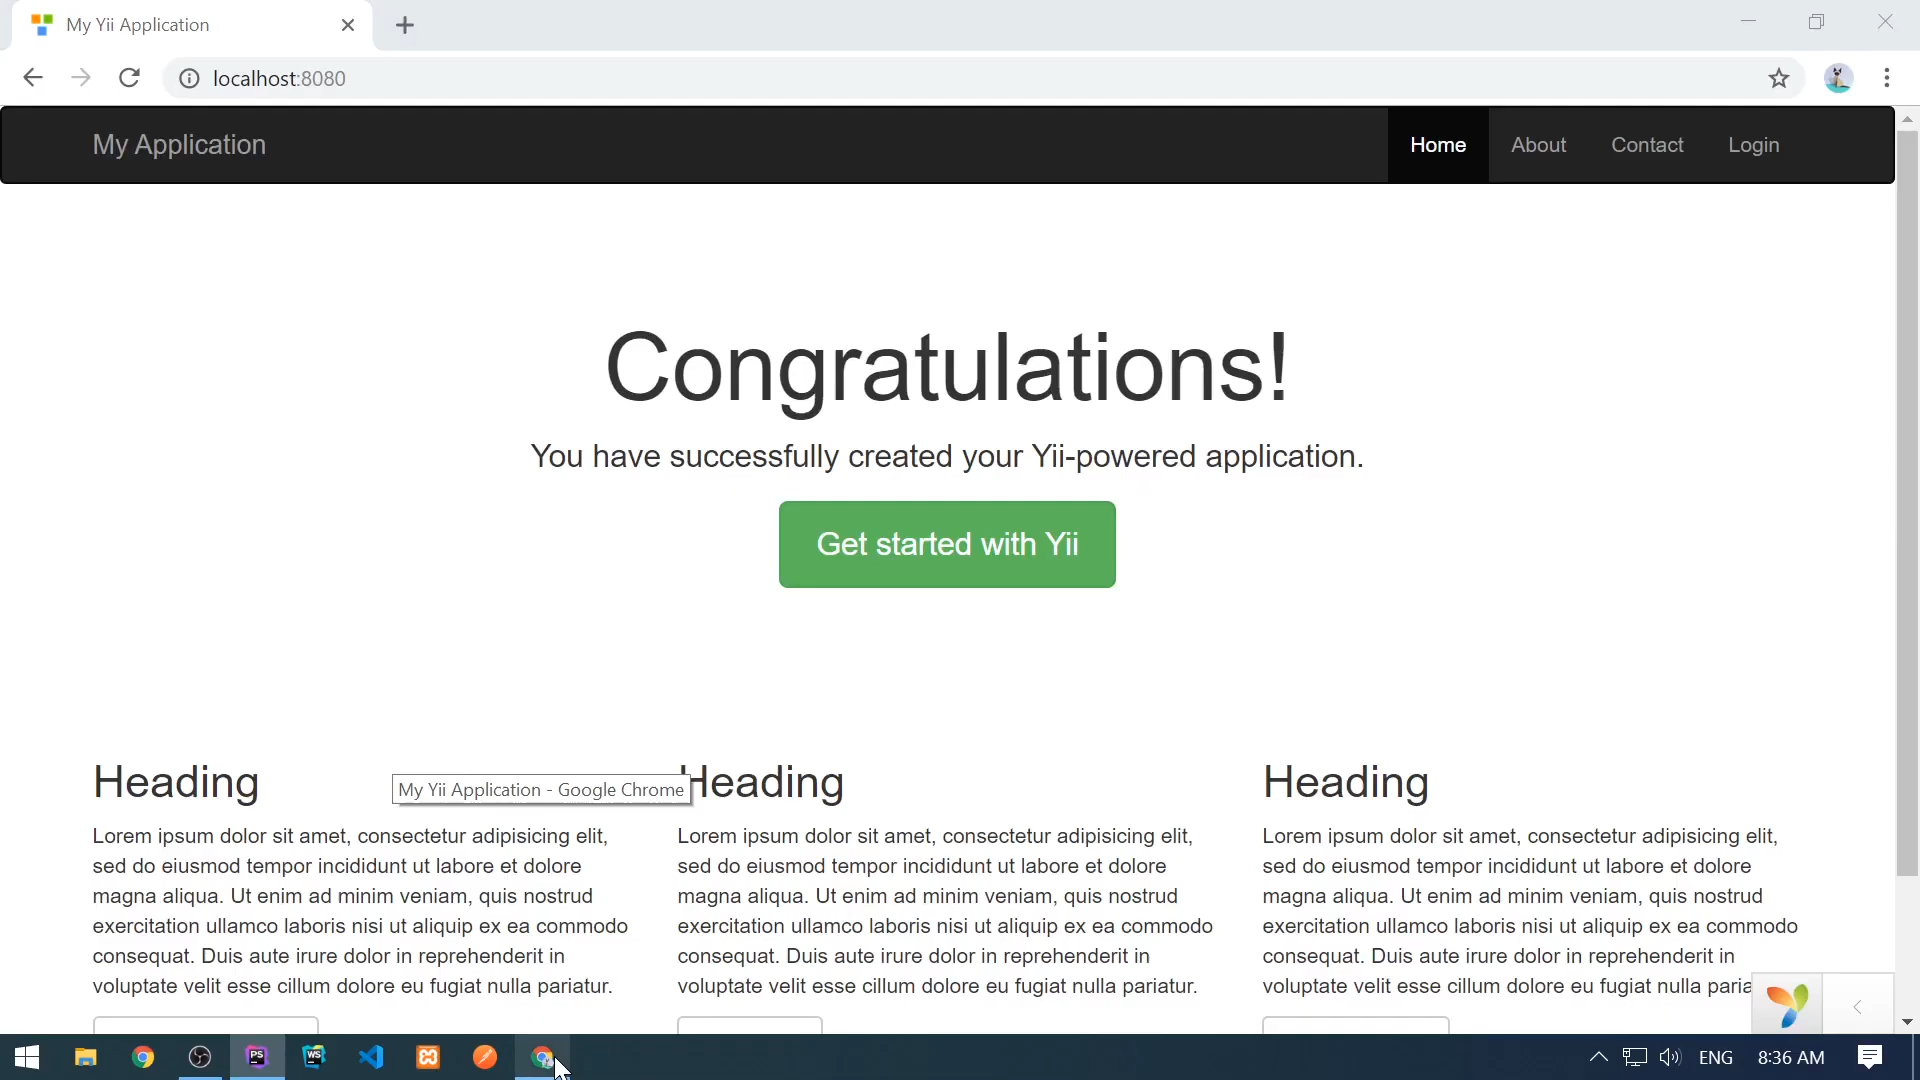 My Yii Application
localhost:8080
My Application
Home
About
Contact
Login
Congratulations!
You have successfully created your Yii-powered application.
Get started with Yii
Heading
Lorem ipsum dolor sit amet, consectetur adipisicing elit,
sed do eiusmod tempor incididunt ut labore et dolore
magna aliqua. Ut enim ad minim veniam, quis nostrud
exercitation ullamco laboris nisi ut aliquip ex ea commodo
consequat. Duis aute irure dolor in reprehenderit in
voluptate velit esse cillum dolore eu fugiat nulla pariatur.
My Yii Application - Google Chrome
Heading
Lorem ipsum dolor sit amet, consectetur adipisicing elit,
sed do eiusmod tempor incididunt ut labore et dolore
magna aliqua. Ut enim ad minim veniam, quis nostrud
exercitation ullamco laboris nisi ut aliquip ex ea commodo
consequat. Duis aute irure dolor in reprehenderit in
voluptate velit esse cillum dolore eu fugiat nulla pariatur.
Heading
Lorem ipsum dolor sit amet, consectetur adipisicing elit,
sed do eiusmod tempor incididunt ut labore et dolore
magna aliqua. Ut enim ad minim veniam, quis nostrud
exercitation ullamco laboris nisi ut aliquip ex ea commodo
consequat. Duis aute irure dolor in reprehenderit in
voluptate velit esse cillum dolore eu fugiat nulla paria
PS
WS
ENG
8:36 AM